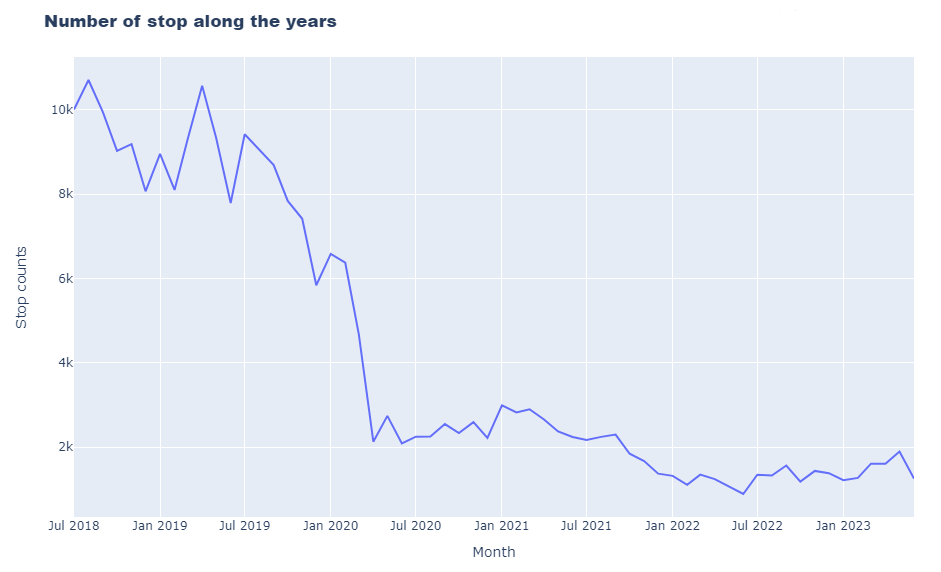 Number of stop along the years
Stop counts
10k
8k
6k
4k
2k
Jul 2018 Jan 2019 Jul 2019 Jan 2020 Jul 2020 Jan 2021 Jul 2021 Jan 2022 Jul 2022 Jan 2023
Month